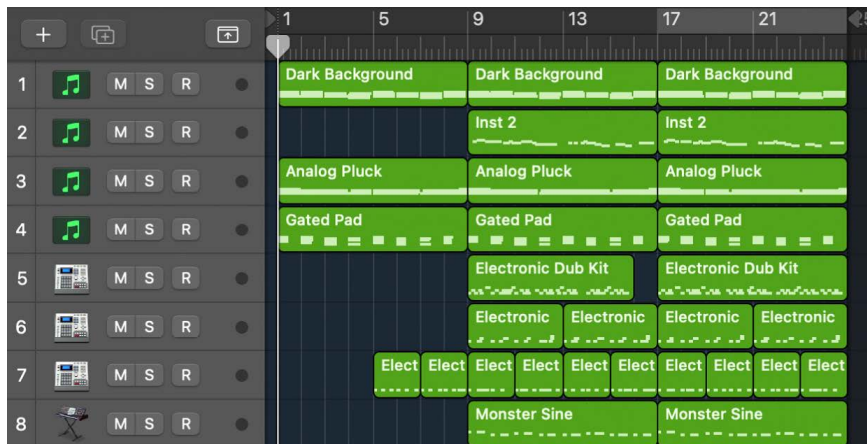 1 5 9 13 17 21
1 M S R Dark Background Dark Background Dark Background
2 M S R Inst 2 Inst 2
3 M S R Analog Pluck Analog Pluck Analog Pluck
4 M S R Gated Pad Gated Pad Gated Pad
5 M S R Electronic Dub Kit Electronic Dub Kit
6 M S R Electronic Electronic Electronic Electronic
7 M S R Elect Elect Elect Elect Elect Elect Elect Elect Elect Elect
8 M S R Monster Sine Monster Sine